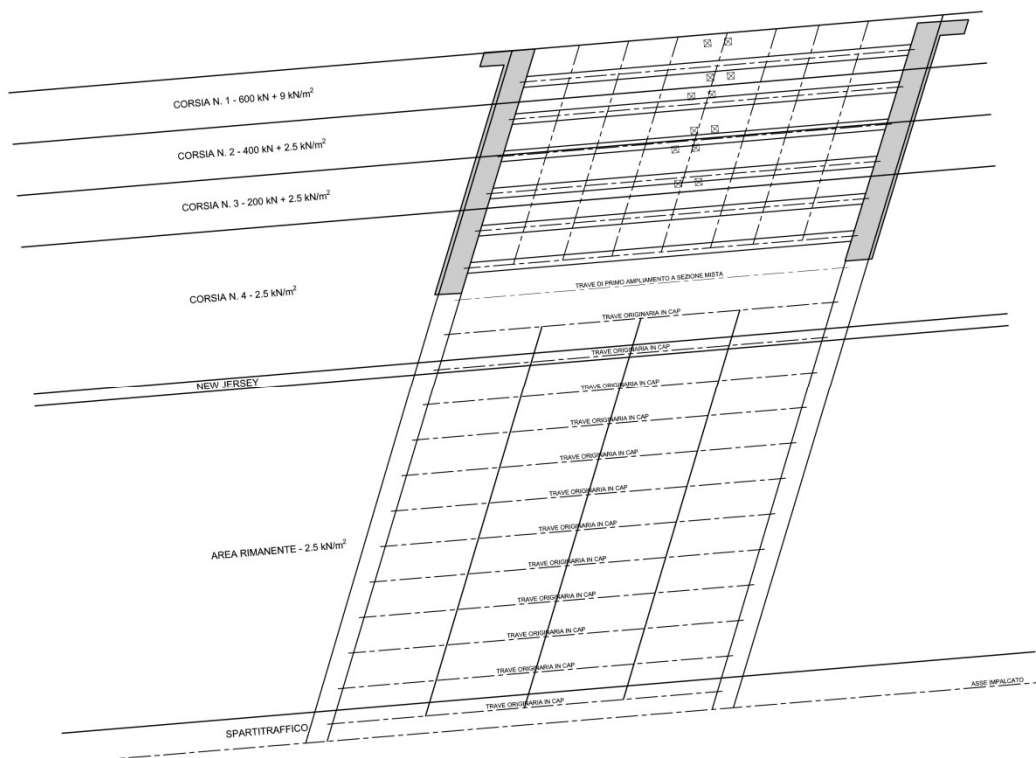 CORSIA N. 1 - 600 kN + 9 kN/m²
CORSIA N. 2 - 400 kN + 2.5 kN/m²
CORSIA N. 3 - 200 kN + 2.5 kN/m²
CORSIA N. 4 - 2.5 kN/m²
TRAVE DI PRIMO AMPLIAMENTO A SEZIONE MISTA
TRAVE ORIGINARIA IN CAP
TRAVE ORIGINARIA IN CAP
NEW JERSEY
TRAVE ORIGINARIA IN CAP
TRAVE ORIGINARIA IN CAP
TRAVE ORIGINARIA IN CAP
TRAVE ORIGINARIA IN CAP
TRAVE ORIGINARIA IN CAP
AREA RIMANENTE - 2.5 kN/m²
TRAVE ORIGINARIA IN CAP
TRAVE ORIGINARIA IN CAP
TRAVE ORIGINARIA IN CAP
TRAVE ORIGINARIA IN CAP
TRAVE ORIGINARIA IN CAP
ASSE IMPALCATO
SPARTITRAFFICO